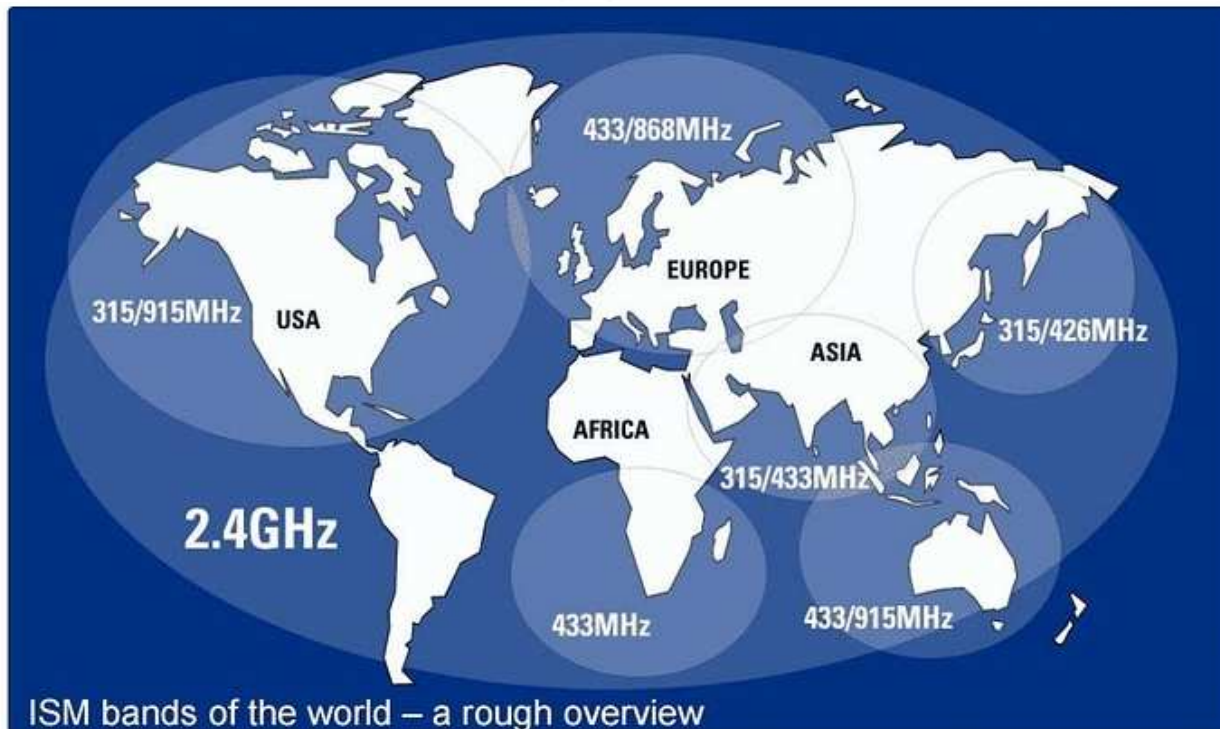 433/868MHz
EUROPE
315/915MHz
USA
315/426MHz
ASIA
AFRICA
315/433MHz
2.4GHz
433MHz
433/915MHz
ISM bands of the world – a rough overview